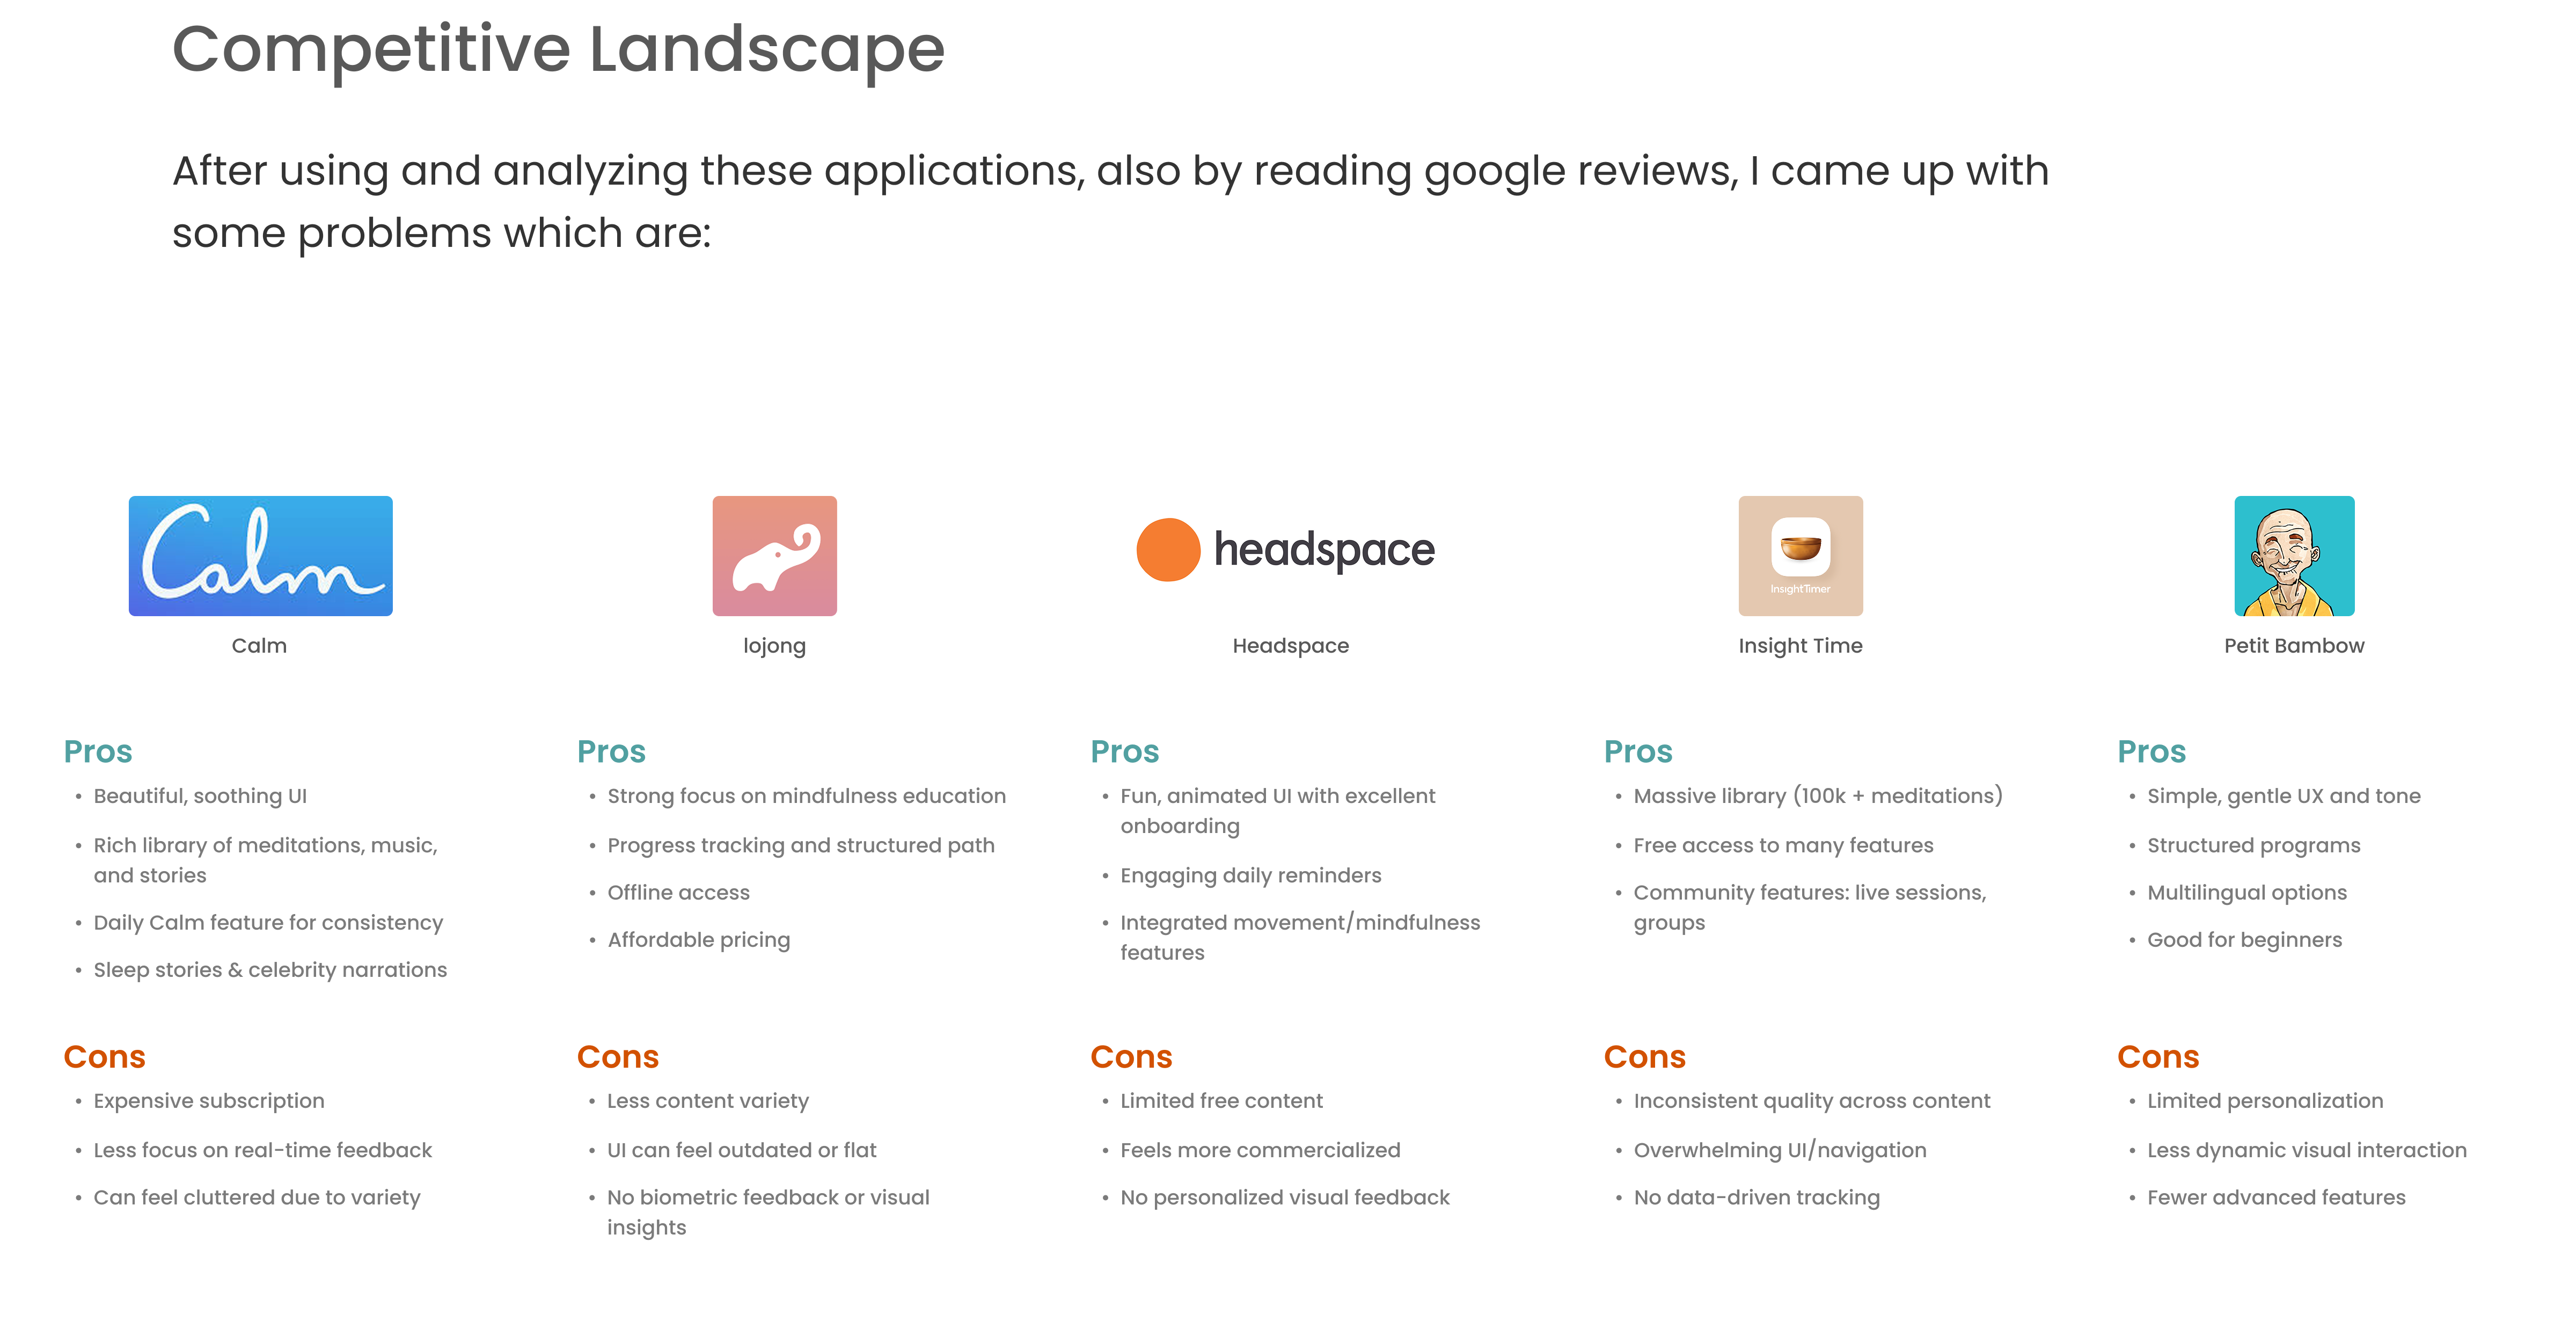 Competitive Landscape
After using and analyzing these applications, also by reading google reviews, I came up with
some problems which are:
Calm
Calm
Pros
• Beautiful, soothing UI
• Rich library of meditations, music,
and stories
• Daily Calm feature for consistency
• Sleep stories & celebrity narrations
Cons
• Expensive subscription
• Less focus on real-time feedback
• Can feel cluttered due to variety
lojong
Pros
• Strong focus on mindfulness education
• Progress tracking and structured path
• Offline access
• Affordable pricing
Cons
• Less content variety
• UI can feel outdated or flat
• No biometric feedback or visual
insights
headspace
Headspace
Pros
• Fun, animated UI with excellent
onboarding
• Engaging daily reminders
• Integrated movement/mindfulness
features
Cons
• Limited free content
• Feels more commercialized
• No personalized visual feedback
InsightTimer
Insight Time
Pros
• Massive library (100k + meditations)
• Free access to many features
• Community features: live sessions,
groups
Cons
• Inconsistent quality across content
• Overwhelming UI/navigation
• No data-driven tracking
Petit Bambow
Pros
• Simple, gentle UX and tone
• Structured programs
• Multilingual options
• Good for beginners
Cons
• Limited personalization
• Less dynamic visual interaction
• Fewer advanced features